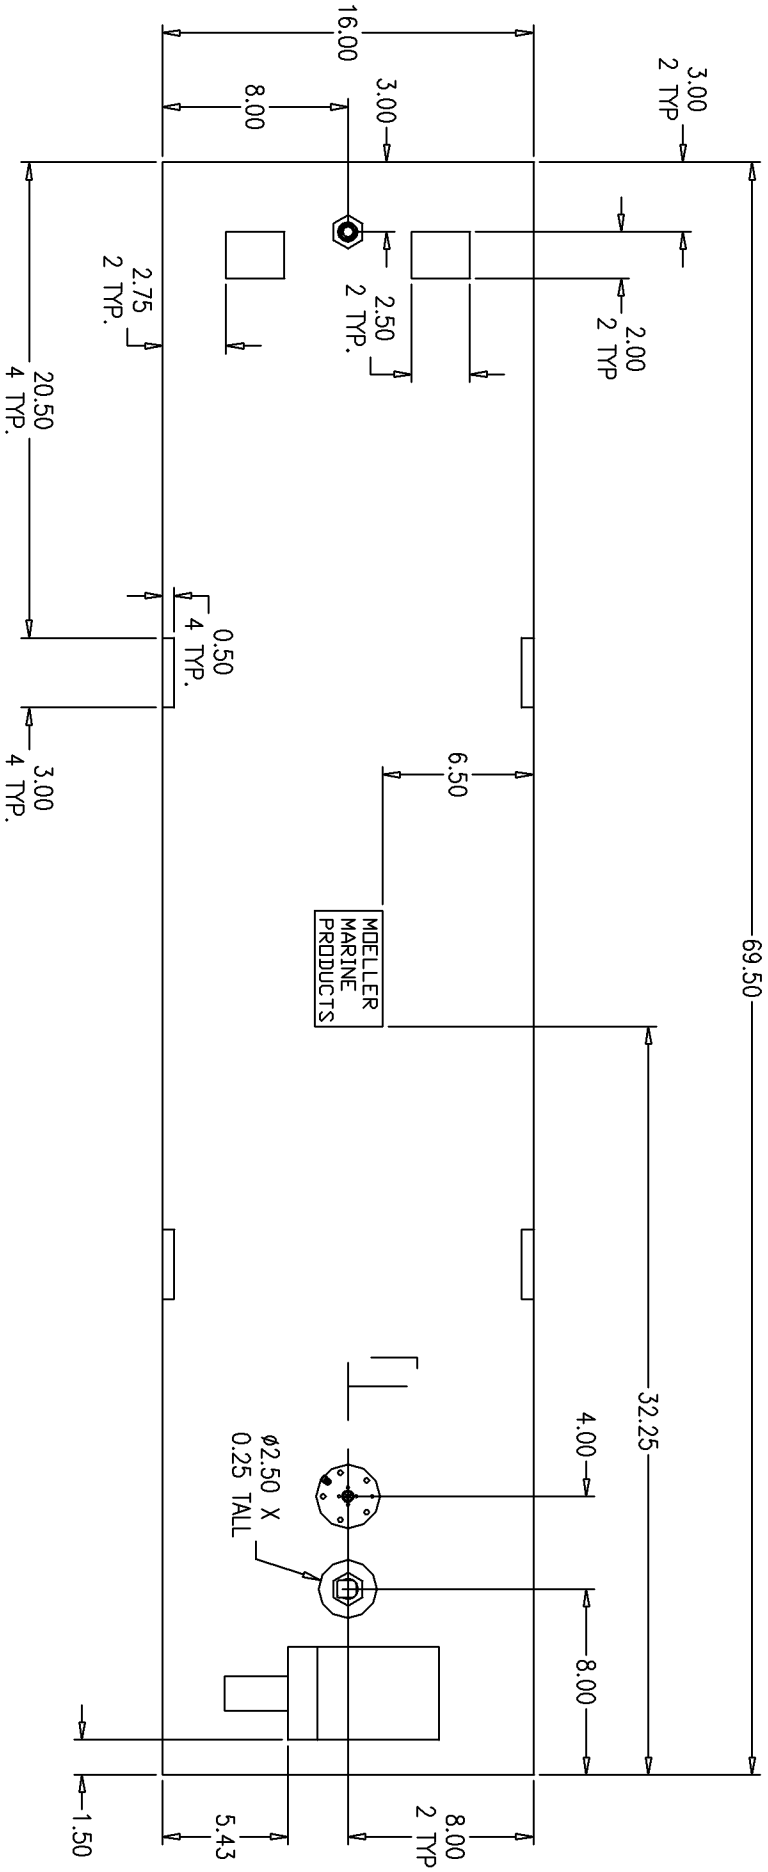 69.50
32.25
3.00
2 TYP
2.00
2 TYP
4.00
8.00
8.00
2 TYP
16.00
8.00
3.00
2.50
2 TYP.
6.50
MOELLER
MARINE
PRODUCTS
Ø2.50 X
0.25 TALL
5.43
1.50
2.75
2 TYP.
0.50
4 TYP.
20.50
4 TYP.
3.00
4 TYP.